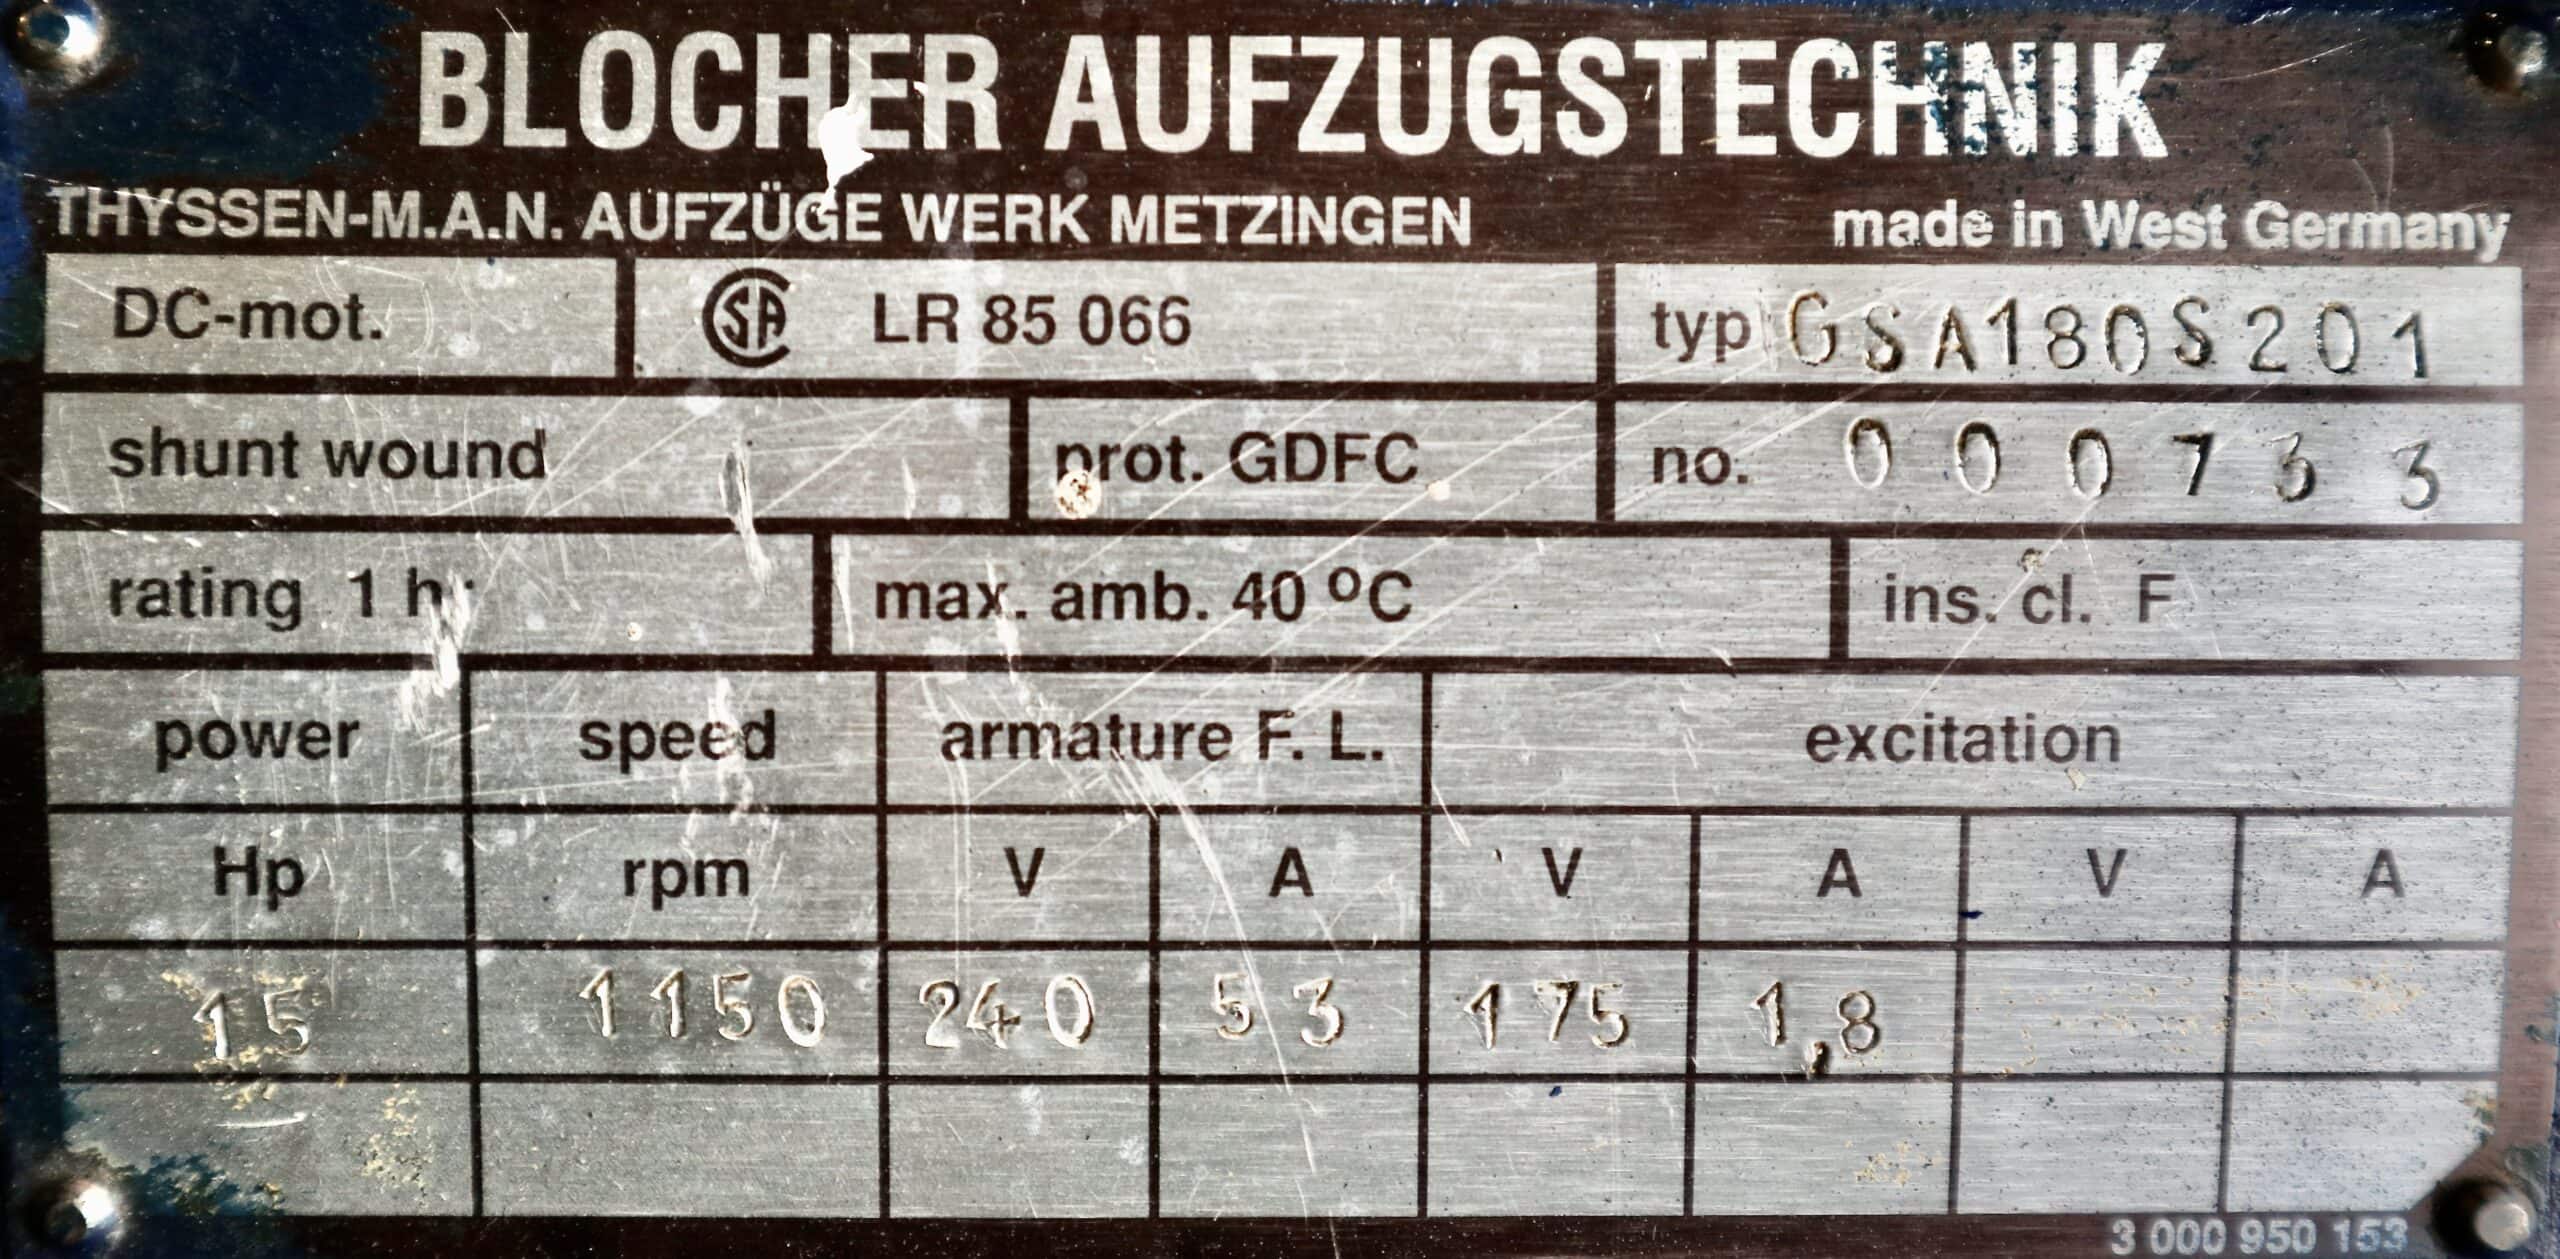 BLOCHER AUFZUGSTECHNIK
THYSSEN-M.A.N. AUFZÜGE WERK METZINGEN made in West Germany
DC-mot. CSA LR 85 066 typ GSA180S201
shunt wound prot. GDFC no. 000733
rating 1 h. max. amb. 40 °C ins. cl. F
power speed armature F. L. excitation
Hp rpm V A V A V A
15 1150 240 53 175 1,8
3 000 950 153